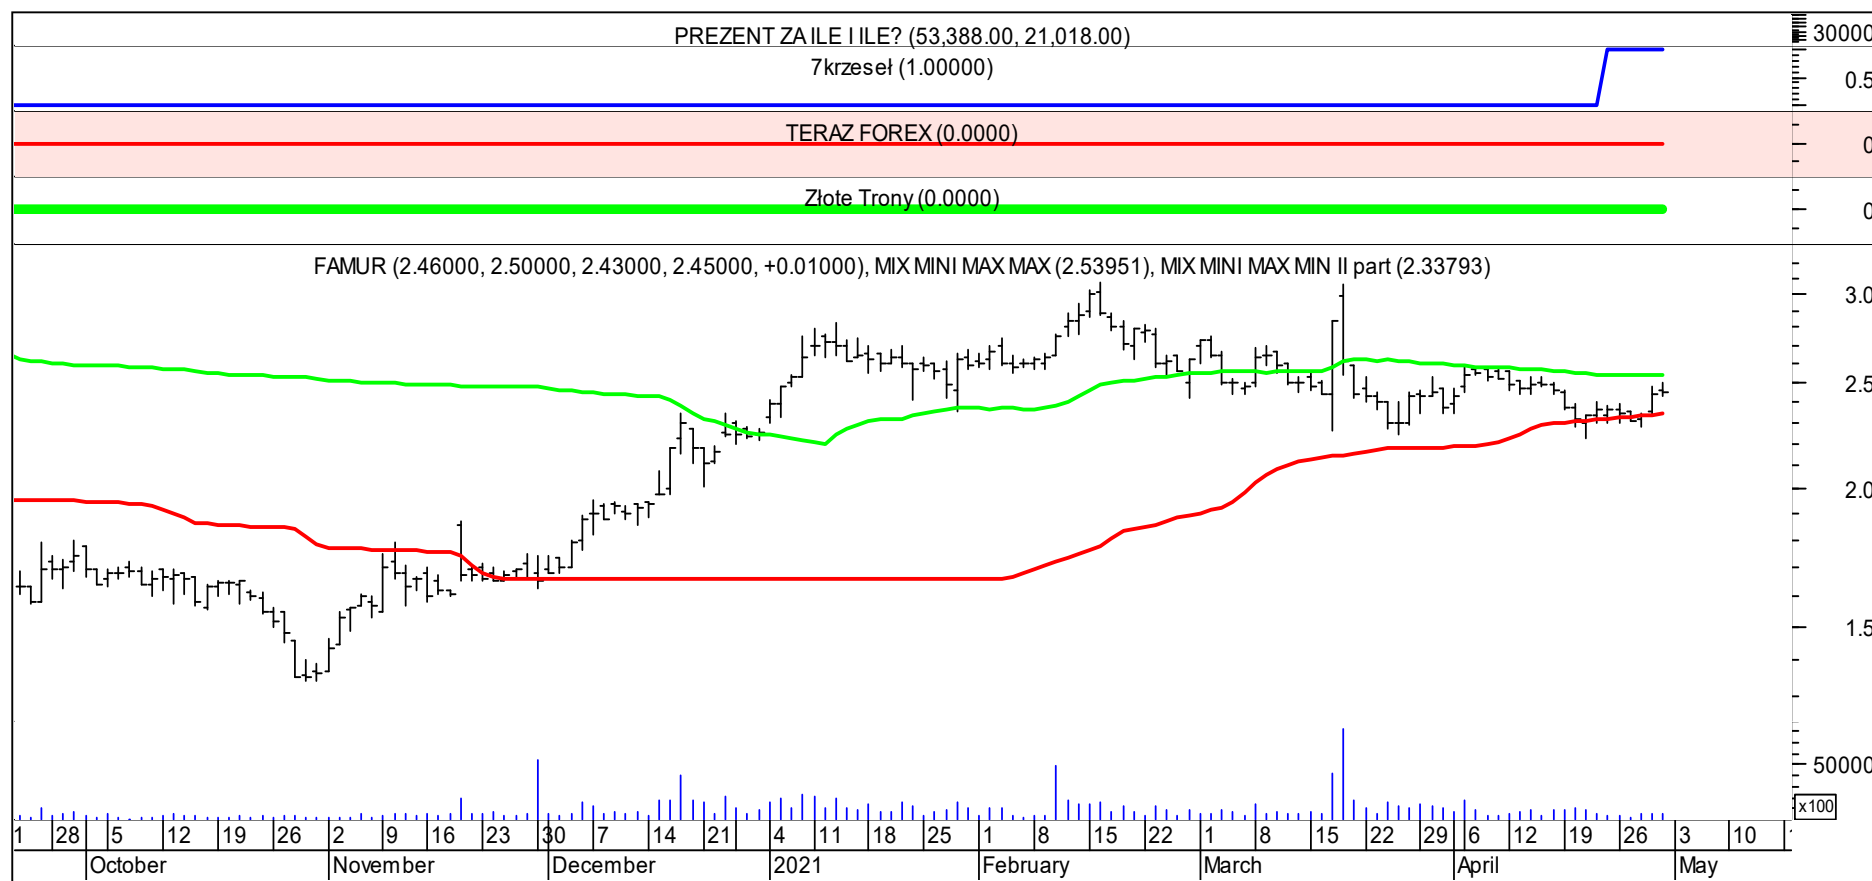 PREZENT ZA ILE I ILE? (53,388.00, 21,018.00)
30000
7krzeseł (1.00000)
0.5
TERAZ FOREX (0.0000)
0
Złote Trony (0.0000)
0
FAMUR (2.46000, 2.50000, 2.43000, 2.45000, +0.01000), MIX MINI MAX MAX (2.53951), MIX MINI MAX MIN II part (2.33793)
3.0
2.5
2.0
1.5
50000
x100
1 28 5 12 19 26 2 9 16 23 30 7 14 21 4 11 18 25 1 8 15 22 1 8 15 22 29 6 12 19 26 3 10 1
October November December 2021 February March April May